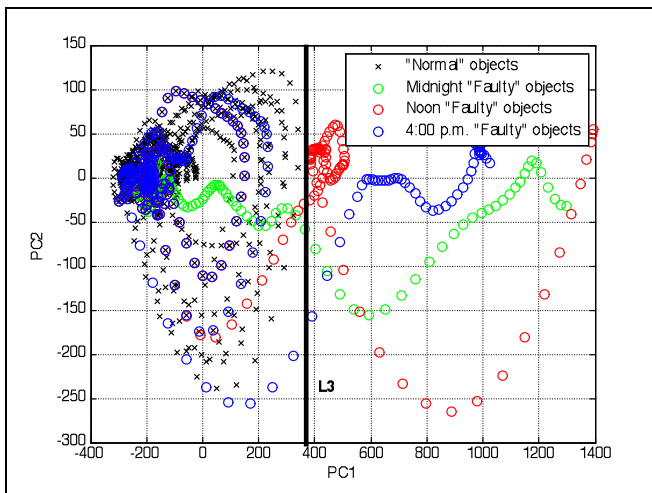 150
100
50
0
-50
-100
-150
-200
-250
-300
PC2
"Normal" objects
Midnight "Faulty" objects
Noon "Faulty" objects
4:00 p.m. "Faulty" objects
L3
-400 -200 0 200 400 600 800 1000 1200 1400
PC1